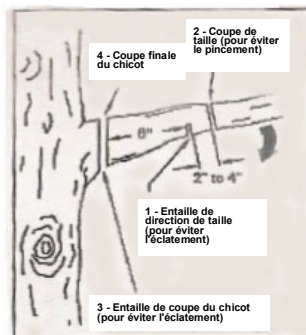 2 - Coupe de
taille (pour éviter
le pincement)
4 - Coupe finale
du chicot
6"
2" to 4"
1 - Entaille de
direction de taille
(pour éviter
l'éclatement)
3 - Entaille de coupe du chicot
(pour éviter l'éclatement)